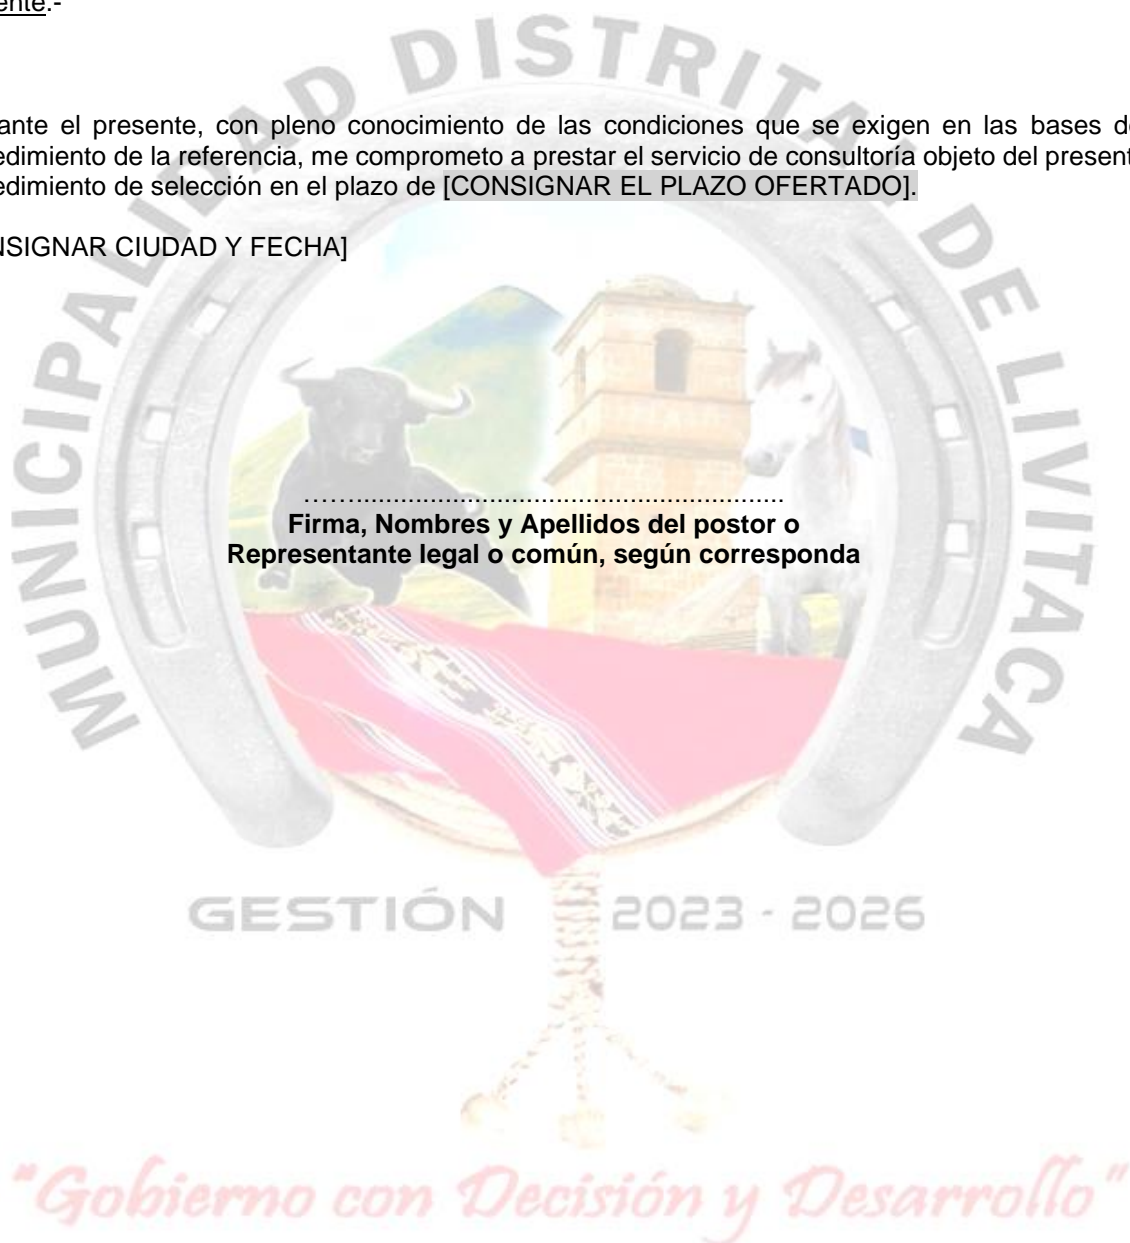 ente.-
ante el presente, con pleno conocimiento de las condiciones que se exigen en las bases de
edimiento de la referencia, me comprometo a prestar el servicio de consultoría objeto del present
edimiento de selección en el plazo de [CONSIGNAR EL PLAZO OFERTADO].
NSIGNAR CIUDAD Y FECHA]
MUNICIPALIDAD DISTRITAL DE LIVITACA
……..........................................................
Firma, Nombres y Apellidos del postor o
Representante legal o común, según corresponda
GESTIÓN 2023 - 2026
"Gobierno con Decisión y Desarrollo"